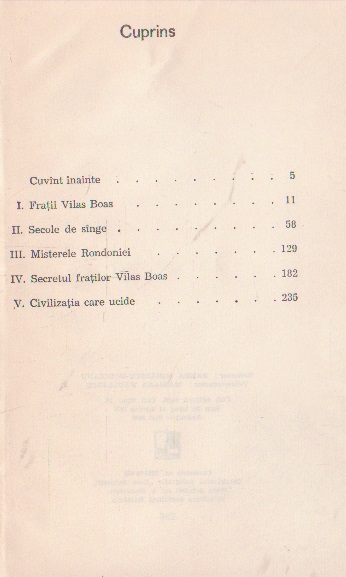 Cuprins
Cuvînt înainte . . . . . . . . . 5
I. Frații Vilas Boas . . . . . . . . 11
II. Secole de sînge . . . . . . . . . 58
III. Misterele Rondoniei . . . . . . . 129
IV. Secretul fraților Vilas Boas . . . . . . 182
V. Civilizația care ucide . . . . . . . 235